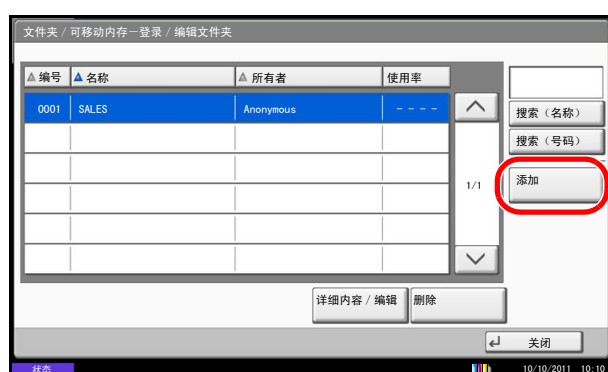 文件夹 / 可移动内存－登录 / 编辑文件夹
编号 名称 所有者 使用率
0001 SALES Anonymous - - - -
搜索（名称）
搜索（号码）
添加
1/1
详细内容 / 编辑 删除
关闭
状态 10/10/2011 10:10